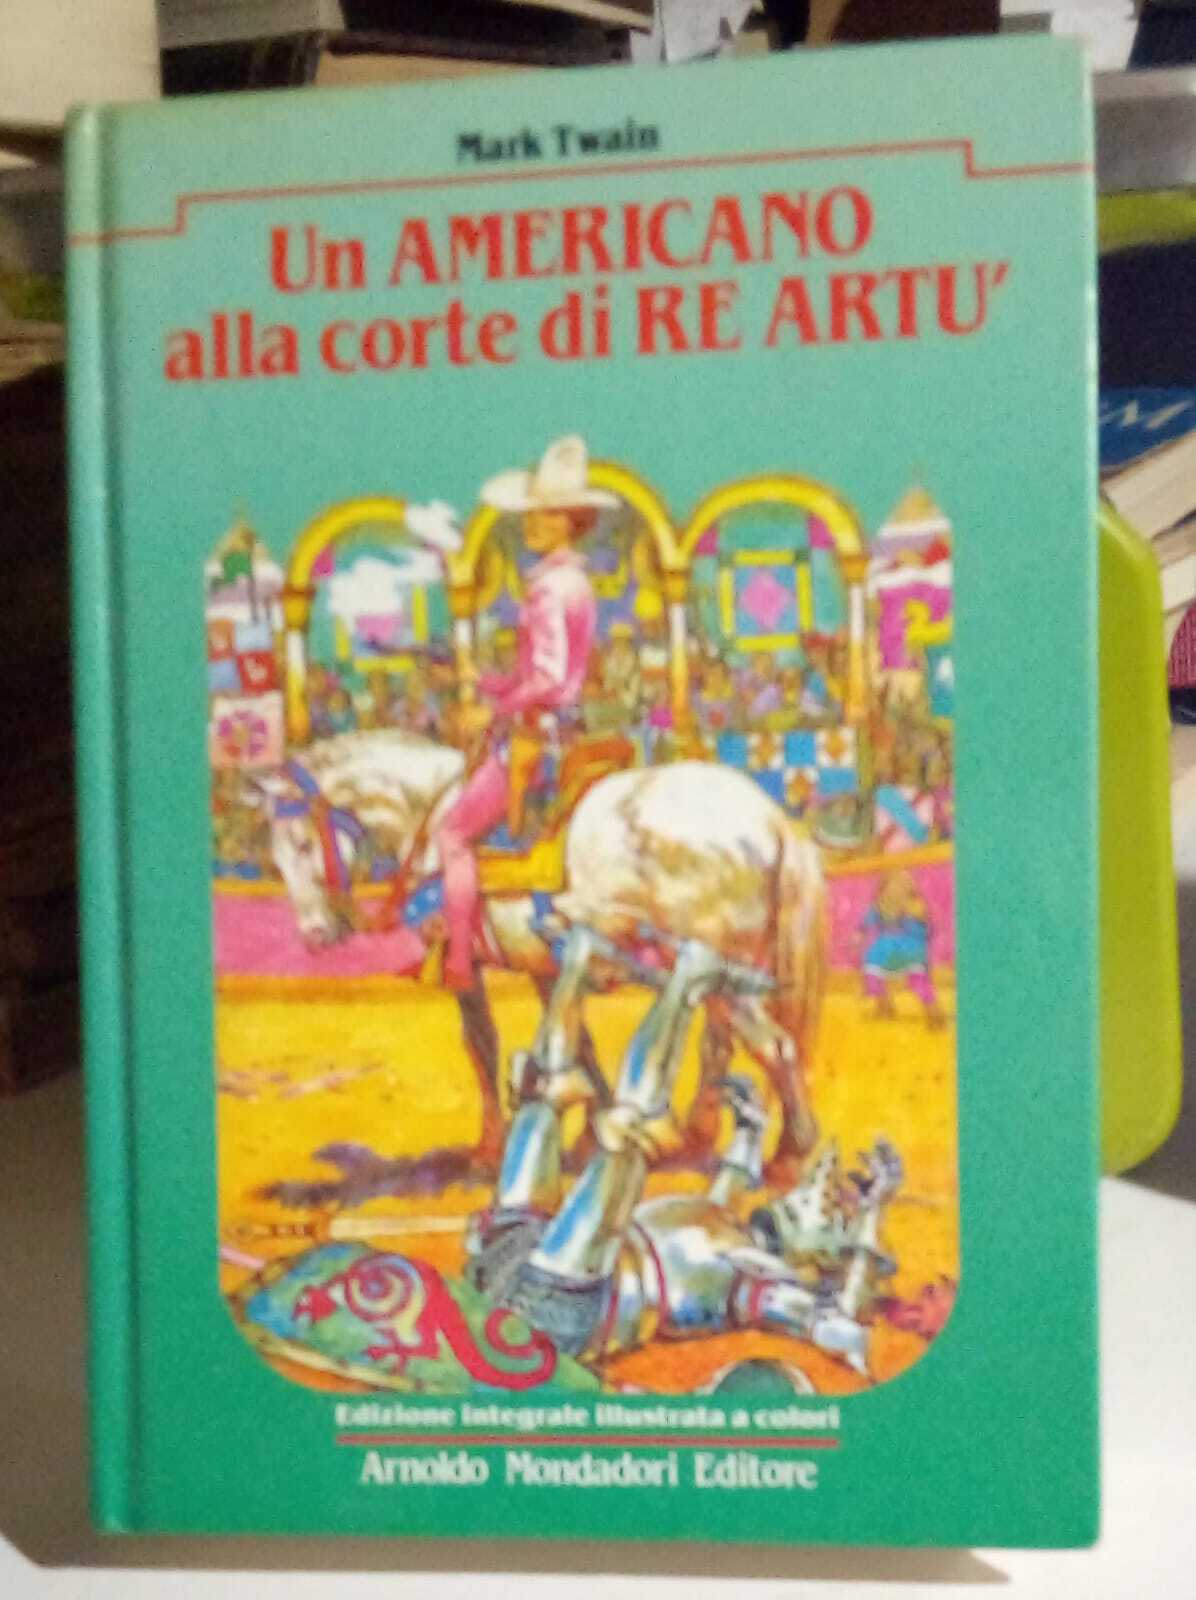 Mark Twain
Un AMERICANO
alla corte di RE ARTU'
Edizione integrale illustrata a colori
Arnoldo Mondadori Editore
M